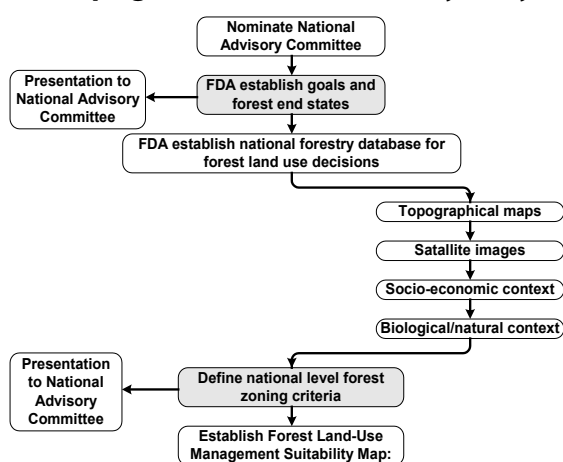 Nominate National
Advisory Committee
Presentation to
National Advisory
Committee
FDA establish goals and
forest end states
FDA establish national forestry database for
forest land use decisions
Topographical maps
Satallite images
Socio-economic context
Biological/natural context
Presentation
to National
Advisory
Committee
Define national level forest
zoning criteria
Establish Forest Land-Use
Management Suitability Map: